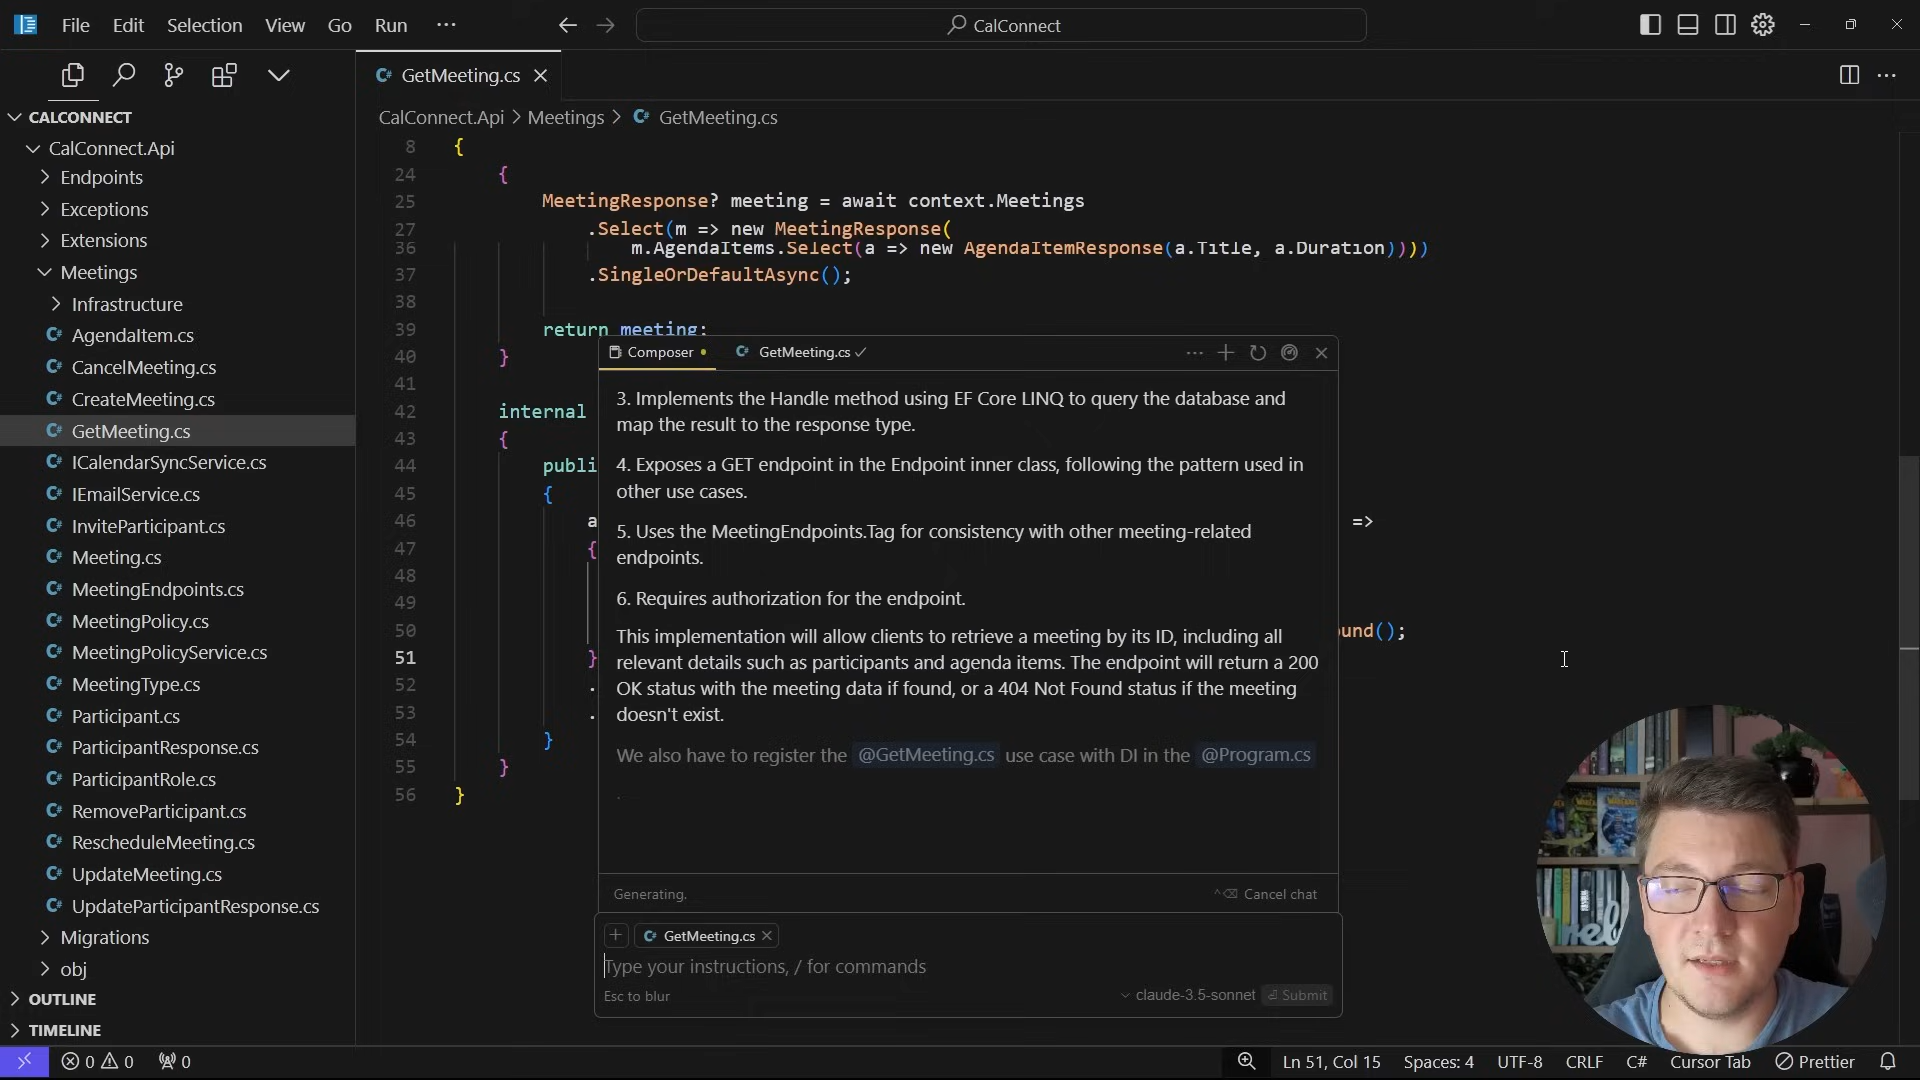 File Edit Selection View Go Run ···
CalConnect
CALCONNECT
CalConnect.Api
Endpoints
Exceptions
Extensions
Meetings
Infrastructure
C# AgendaItem.cs
C# CancelMeeting.cs
C# CreateMeeting.cs
C# GetMeeting.cs
C# ICalendarSyncService.cs
C# IEmailService.cs
C# InviteParticipant.cs
C# Meeting.cs
C# MeetingEndpoints.cs
C# MeetingPolicy.cs
C# MeetingPolicyService.cs
C# MeetingType.cs
C# Participant.cs
C# ParticipantResponse.cs
C# ParticipantRole.cs
C# RemoveParticipant.cs
C# RescheduleMeeting.cs
C# UpdateMeeting.cs
C# UpdateParticipantResponse.cs
Migrations
obj
OUTLINE
TIMELINE
C# GetMeeting.cs
CalConnect.Api > Meetings > C# GetMeeting.cs
8 {
24 {
25 MeetingResponse? meeting = await context.Meetings
27 .Select(m => new MeetingResponse(
36 m.AgendaItems.Select(a => new AgendaItemResponse(a.Title, a.Duration))))
37 .SingleOrDefaultAsync();
38
39 return meeting;
40 }
41
42 internal
43 {
44 publi
45 {
46 a =>
47 {
48
49
50 ound();
51 }
52 .
53 .
54 }
55 }
56 }
Composer
C# GetMeeting.cs
3. Implements the Handle method using EF Core LINQ to query the database and
map the result to the response type.
4. Exposes a GET endpoint in the Endpoint inner class, following the pattern used in
other use cases.
5. Uses the MeetingEndpoints.Tag for consistency with other meeting-related
endpoints.
6. Requires authorization for the endpoint.
This implementation will allow clients to retrieve a meeting by its ID, including all
relevant details such as participants and agenda items. The endpoint will return a 200
OK status with the meeting data if found, or a 404 Not Found status if the meeting
doesn't exist.
We also have to register the @GetMeeting.cs use case with DI in the @Program.cs
.
Generating.
^⌫ Cancel chat
+ C# GetMeeting.cs
Type your instructions, / for commands
Esc to blur
claude-3.5-sonnet
⏎ Submit
0 0 0
Ln 51, Col 15 Spaces: 4 UTF-8 CRLF C# Cursor Tab Prettier